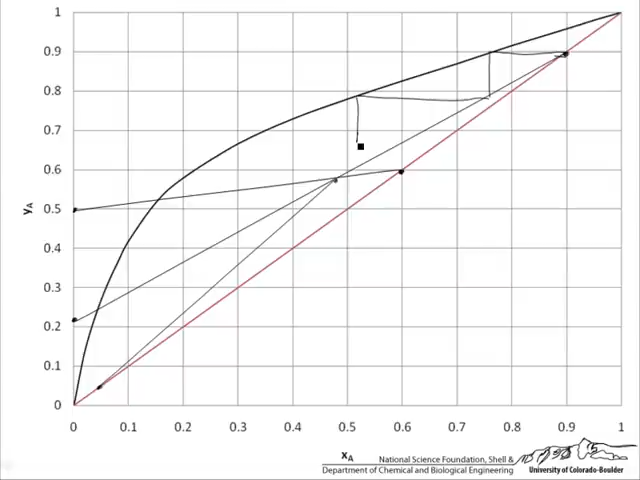 1
0.9
0.8
0.7
0.6
0.5
0.4
0.3
0.2
0.1
0
yA
0 0.1 0.2 0.3 0.4 0.5 0.6 0.7 0.8 0.9 1
xA
National Science Foundation, Shell &
Department of Chemical and Biological Engineering
University of Colorado-Boulder